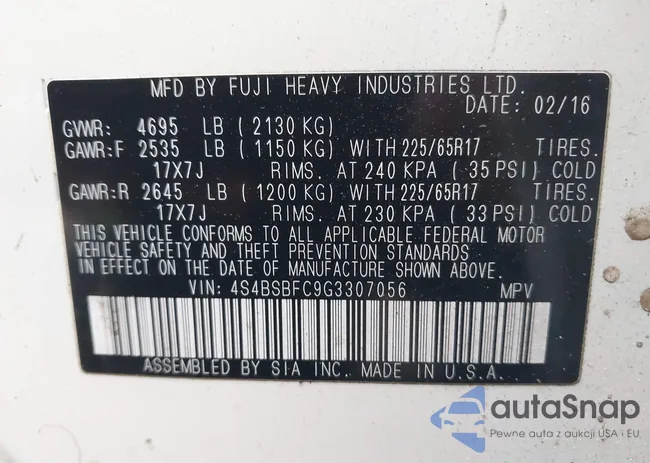 MFD BY FUJI HEAVY INDUSTRIES LTD.
DATE: 02/16
GVWR: 4695 LB (2130 KG)
GAWR:F 2535 LB (1150 KG) WITH 225/65R17 TIRES.
17X7J RIMS. AT 240 KPA (35 PSI) COLD
GAWR:R 2645 LB (1200 KG) WITH 225/65R17 TIRES.
17X7J RIMS. AT 230 KPA (33 PSI) COLD
THIS VEHICLE CONFORMS TO ALL APPLICABLE FEDERAL MOTOR
VEHICLE SAFETY AND THEFT PREVENTION STANDARDS
IN EFFECT ON THE DATE OF MANUFACTURE SHOWN ABOVE.
VIN: 4S4BSBFC9G3307056 MPV
ASSEMBLED BY SIA INC. MADE IN U.S.A.
autaSnap
Pewne auta z aukcji USA i EU